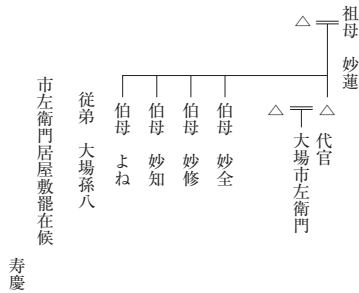 祖母　妙蓮
△
代官
△
△
大場市左衛門
伯母　妙全
伯母　妙修
伯母　妙知
伯母　よね
従弟　大場孫八
市左衛門居屋敷罷在候
寿慶